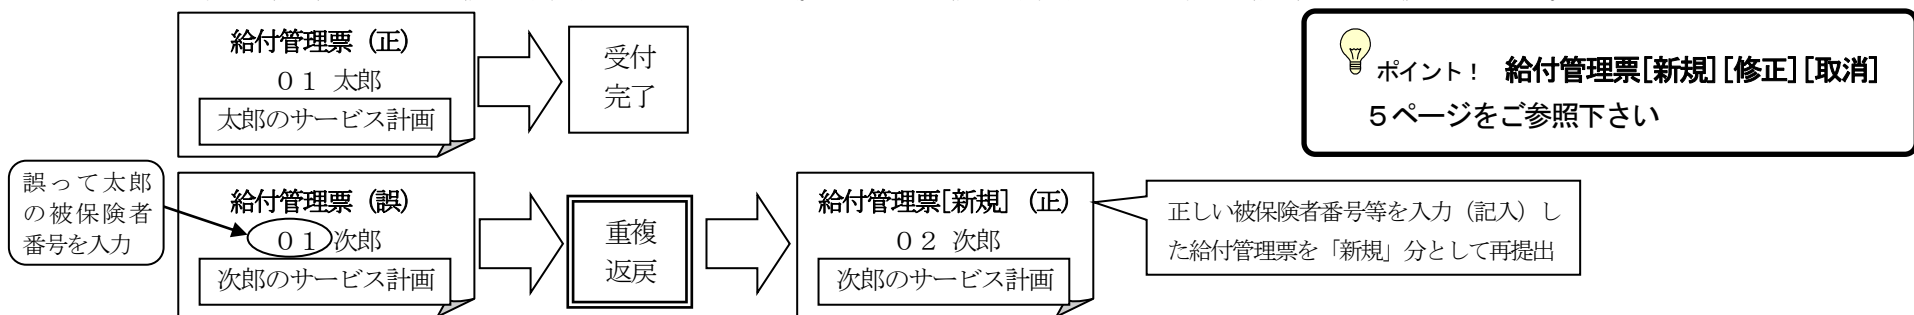 給付管理票（正）
０１ 太郎
太郎のサービス計画
受付
完了
ポイント！ 給付管理票[新規][修正][取消]
５ページをご参照下さい
誤って太郎
の被保険者
番号を入力
給付管理票（誤）
０１ 次郎
次郎のサービス計画
重複
返戻
給付管理票[新規]（正）
０２ 次郎
次郎のサービス計画
正しい被保険者番号等を入力（記入）し
た給付管理票を「新規」分として再提出